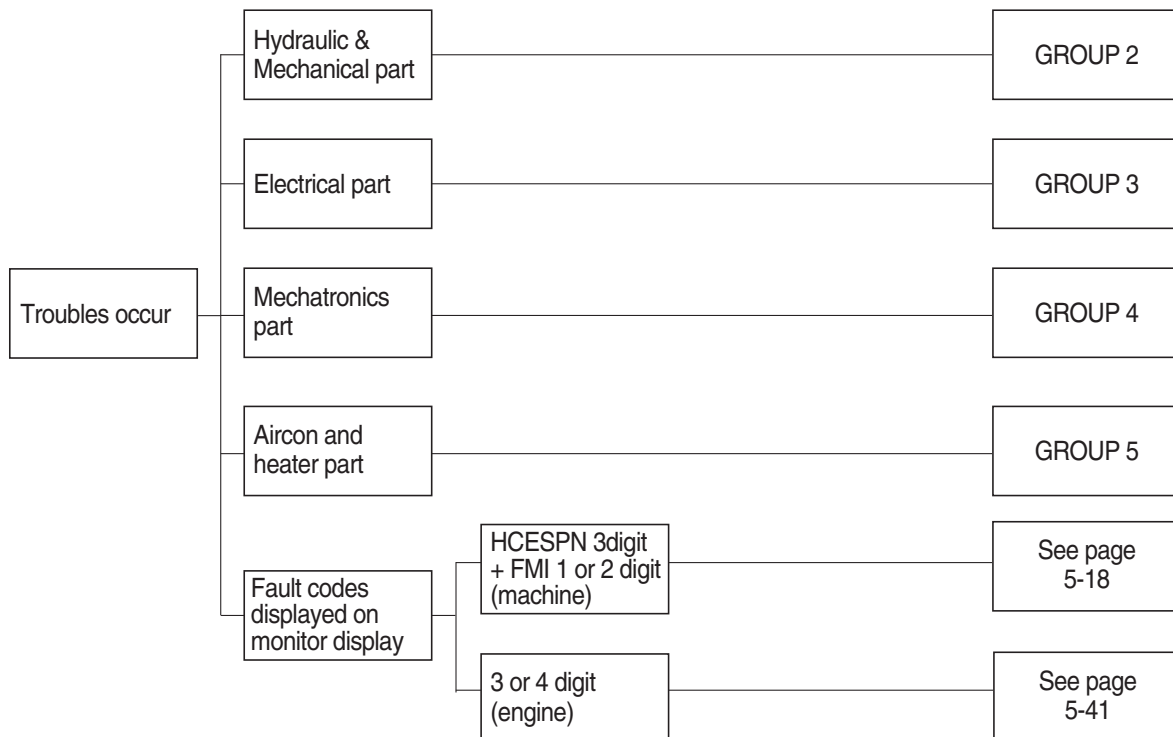 Hydraulic &
Mechanical part
GROUP 2
Electrical part
GROUP 3
Troubles occur
Mechatronics
part
GROUP 4
Aircon and
heater part
GROUP 5
Fault codes
displayed on
monitor display
HCESPN 3digit
+ FMI 1 or 2 digit
(machine)
See page
5-18
3 or 4 digit
(engine)
See page
5-41